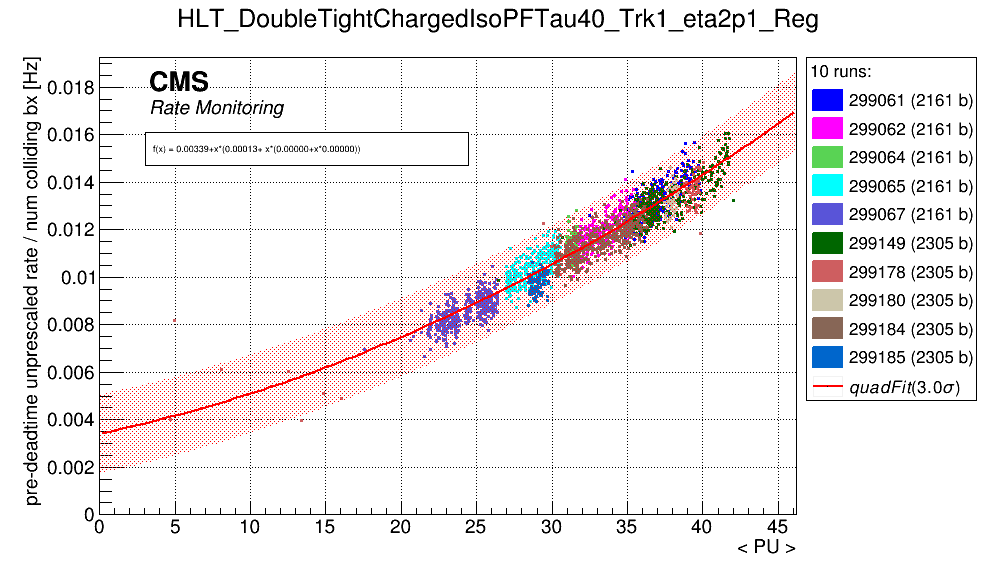 HLT_DoubleTightChargedIsoPFTau40_Trk1_eta2p1_Reg
pre-deadtime unprescaled rate / num colliding bx [Hz]
CMS
Rate Monitoring
f(x) = 0.00339+x*(0.00013+ x*(0.00000+x*0.00000))
0.018
0.016
0.014
0.012
0.01
0.008
0.006
0.004
0.002
0
0 5 10 15 20 25 30 35 40 45
< PU >
10 runs:
299061 (2161 b)
299062 (2161 b)
299064 (2161 b)
299065 (2161 b)
299067 (2161 b)
299149 (2305 b)
299178 (2305 b)
299180 (2305 b)
299184 (2305 b)
299185 (2305 b)
quadFit(3.0σ)